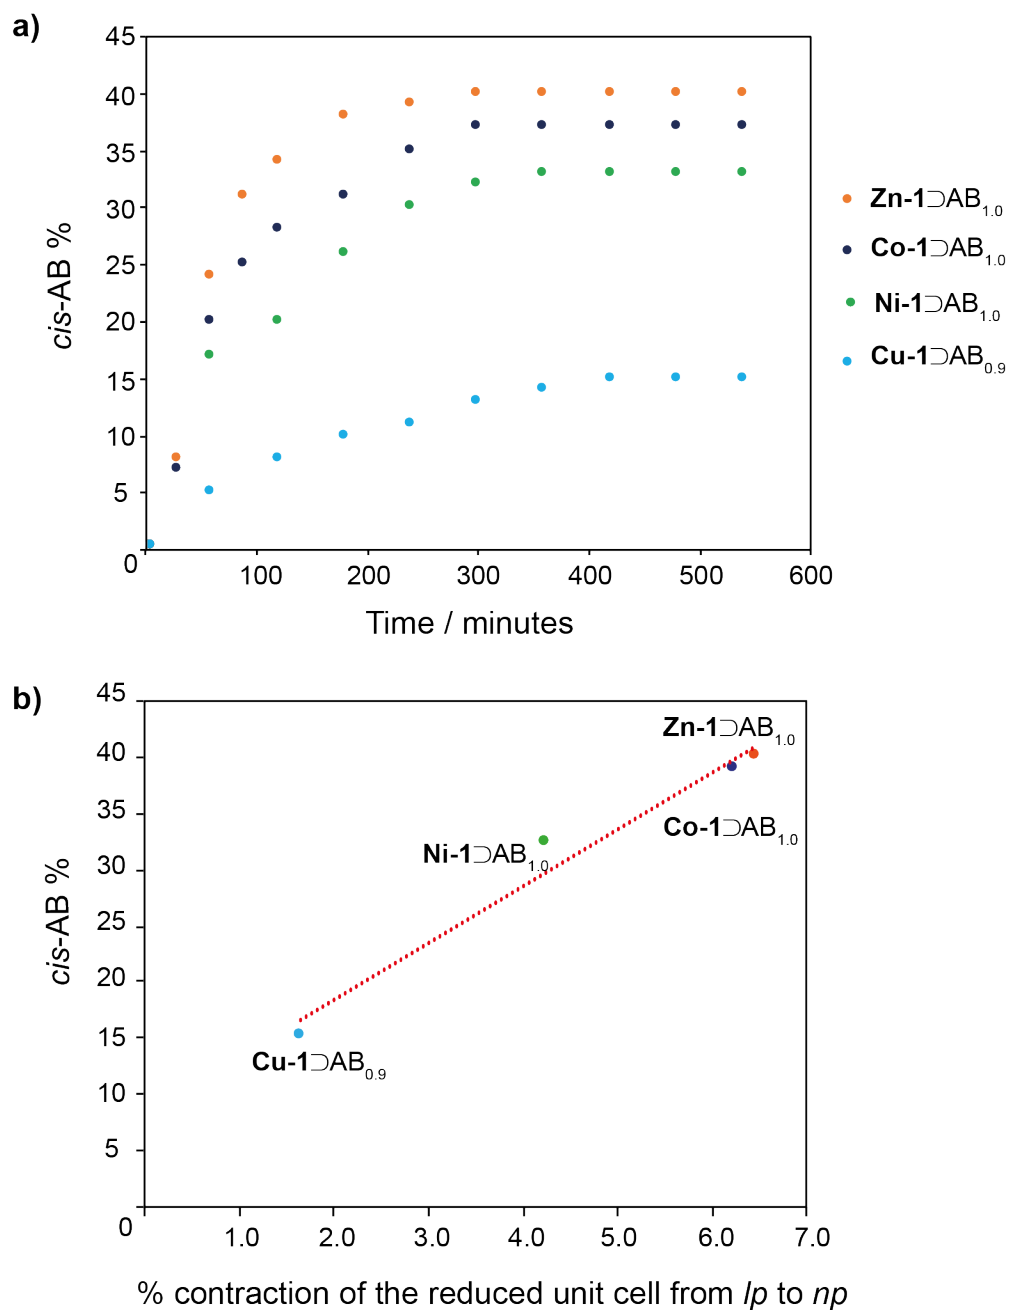 a)
45
40
35
30
25
20
15
10
5
0
cis-AB %
100 200 300 400 500 600
Time / minutes
Zn-1⊃AB1.0
Co-1⊃AB1.0
Ni-1⊃AB1.0
Cu-1⊃AB0.9
b)
45
40
35
30
25
20
15
10
5
0
cis-AB %
Zn-1⊃AB1.0
Co-1⊃AB1.0
Ni-1⊃AB1.0
Cu-1⊃AB0.9
1.0 2.0 3.0 4.0 5.0 6.0 7.0
% contraction of the reduced unit cell from lp to np